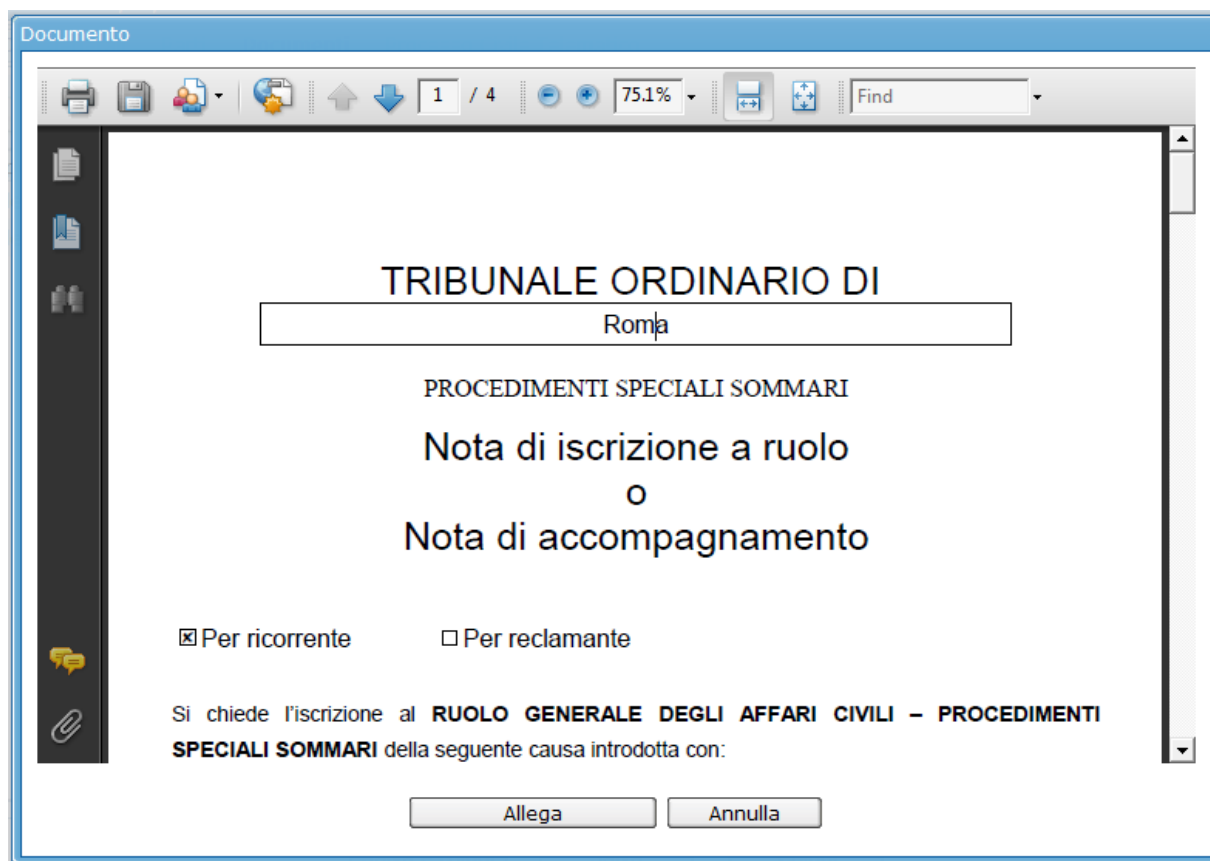 Documento
1 / 4 75.1% Find
TRIBUNALE ORDINARIO DI
Roma
PROCEDIMENTI SPECIALI SOMMARI
Nota di iscrizione a ruolo
o
Nota di accompagnamento
Per ricorrente Per reclamante
Si chiede l'iscrizione al RUOLO GENERALE DEGLI AFFARI CIVILI – PROCEDIMENTI
SPECIALI SOMMARI della seguente causa introdotta con:
Allega Annulla